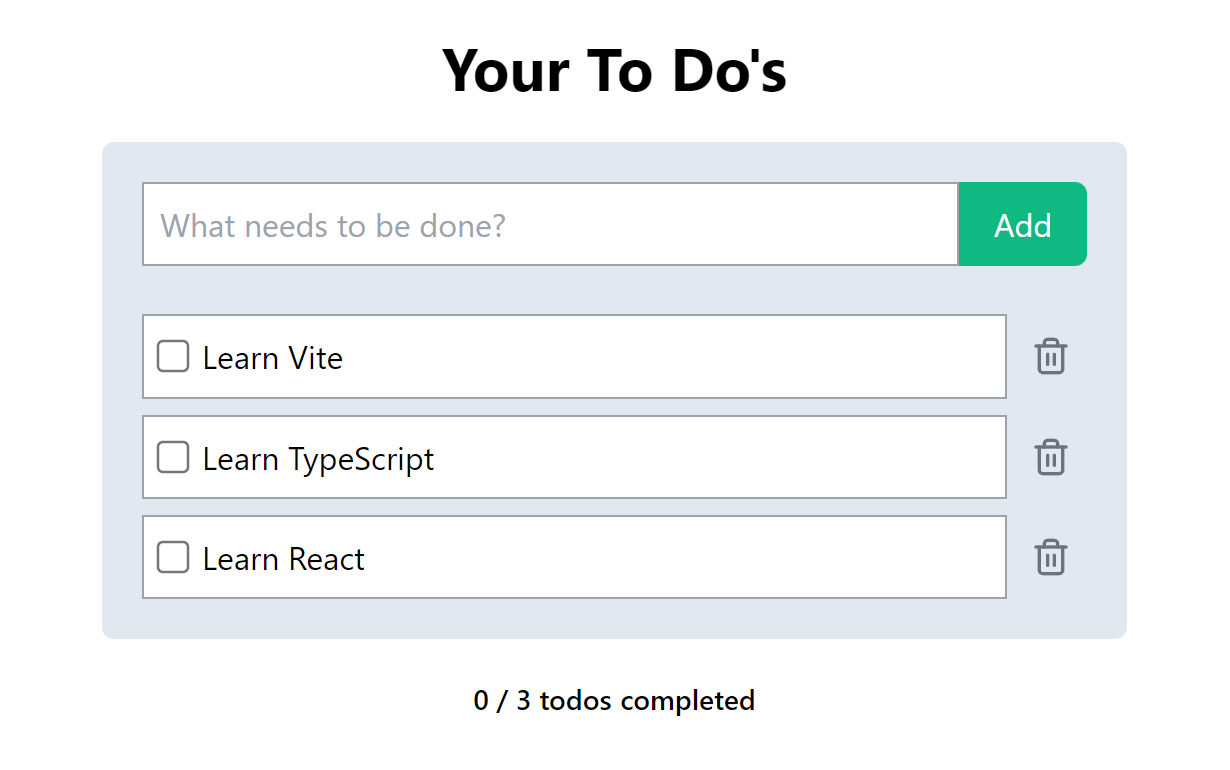 Your To Do's
What needs to be done?
Add
Learn Vite
Learn TypeScript
Learn React
0 / 3 todos completed